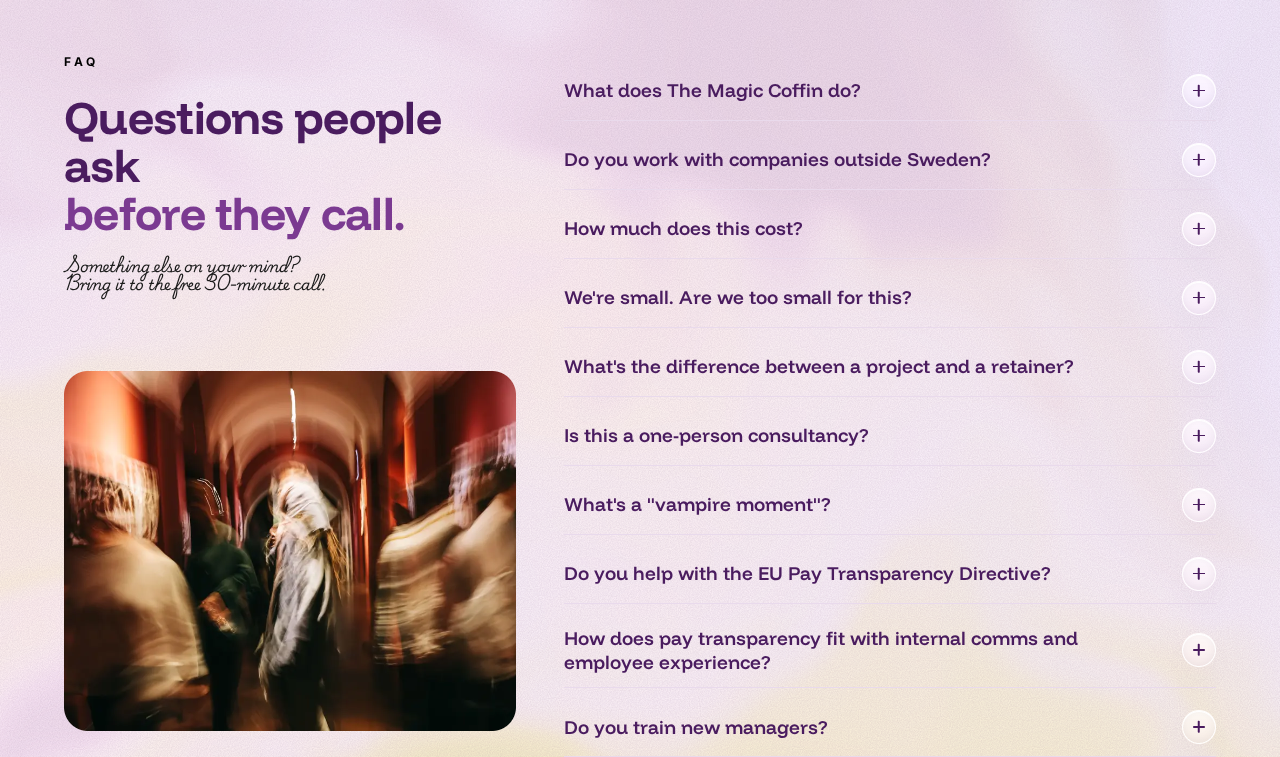 FAQ
Questions people
ask
before they call.
Something else on your mind?
Bring it to the free 30-minute call.
What does The Magic Coffin do?
Do you work with companies outside Sweden?
How much does this cost?
We're small. Are we too small for this?
What's the difference between a project and a retainer?
Is this a one-person consultancy?
What's a "vampire moment"?
Do you help with the EU Pay Transparency Directive?
How does pay transparency fit with internal comms and
employee experience?
Do you train new managers?